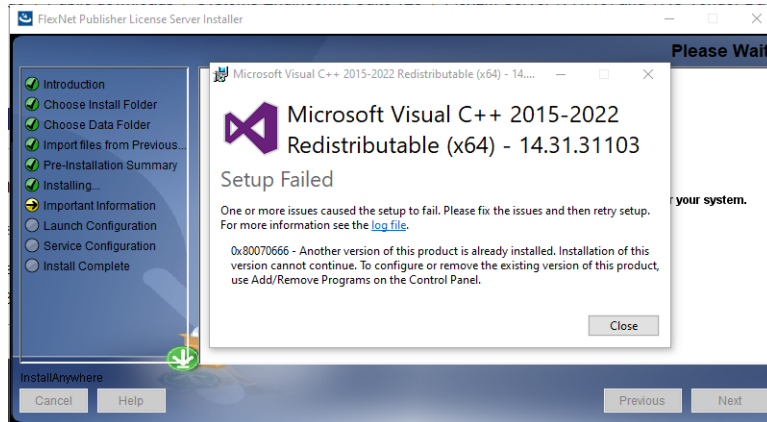 FlexNet Publisher License Server Installer
Please Wait
Introduction
Choose Install Folder
Choose Data Folder
Import files from Previous...
Pre-Installation Summary
Installing...
Important Information
Launch Configuration
Service Configuration
Install Complete
Microsoft Visual C++ 2015-2022 Redistributable (x64) - 14....
Microsoft Visual C++ 2015-2022
Redistributable (x64) - 14.31.31103
Setup Failed
One or more issues caused the setup to fail. Please fix the issues and then retry setup.
For more information see the log file.
0x80070666 - Another version of this product is already installed. Installation of this
version cannot continue. To configure or remove the existing version of this product,
use Add/Remove Programs on the Control Panel.
Close
your system.
InstallAnywhere
Cancel
Help
Previous
Next